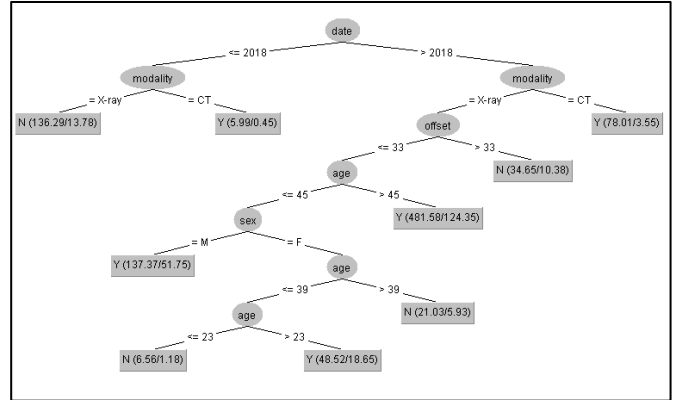 date
<= 2018 > 2018
modality modality
= X-ray = CT = X-ray = CT
N (136.29/13.78) Y (5.99/0.45) offset Y (78.01/3.55)
<= 33 > 33
age N (34.65/10.38)
<= 45 > 45
sex Y (481.58/124.35)
= M = F
Y (137.37/51.75) age
<= 39 > 39
age N (21.03/5.93)
<= 23 > 23
N (6.56/1.18) Y (48.52/18.65)